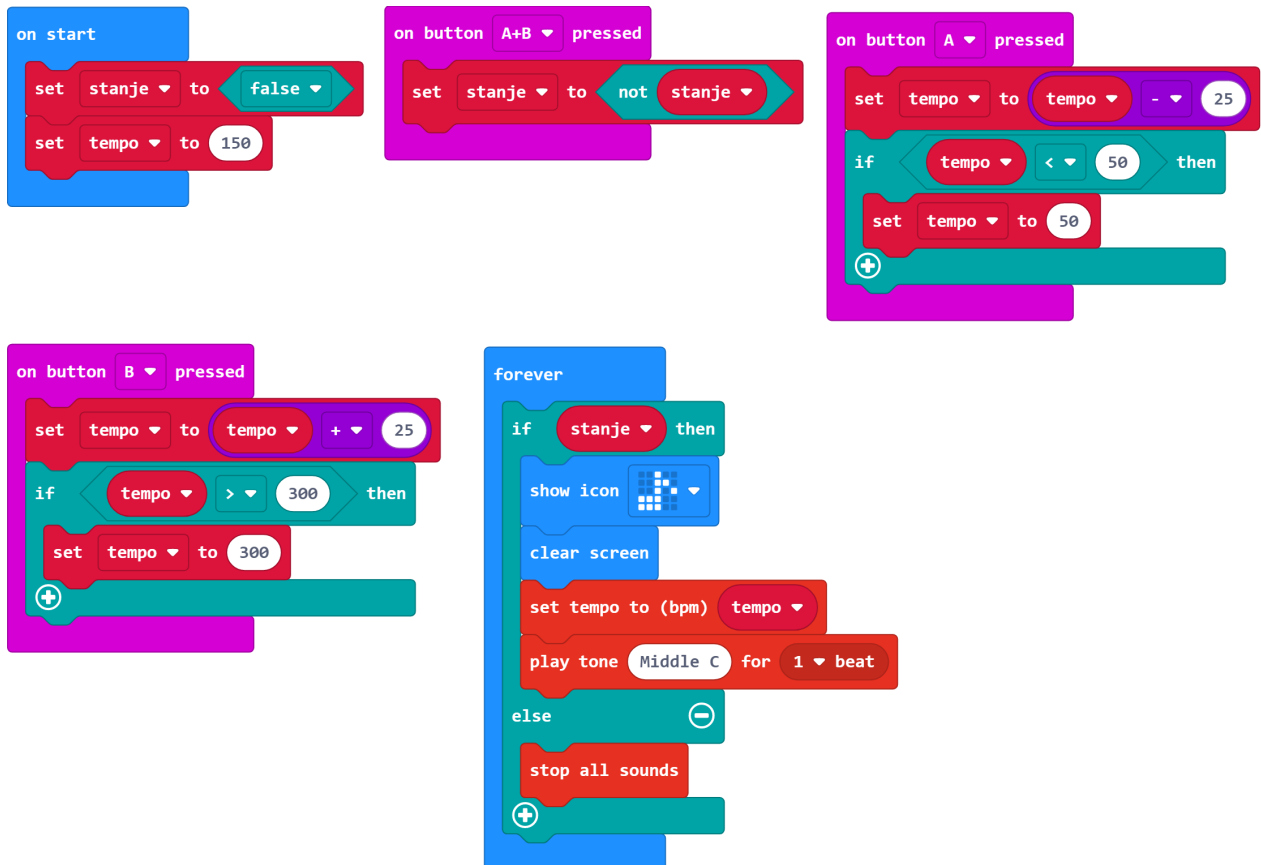 on start
set stanje to false
set tempo to 150
on button A+B pressed
set stanje to not stanje
on button A pressed
set tempo to tempo - 25
if tempo < 50 then
set tempo to 50
on button B pressed
set tempo to tempo + 25
if tempo > 300 then
set tempo to 300
forever
if stanje then
show icon
clear screen
set tempo to (bpm) tempo
play tone Middle C for 1 beat
else
stop all sounds